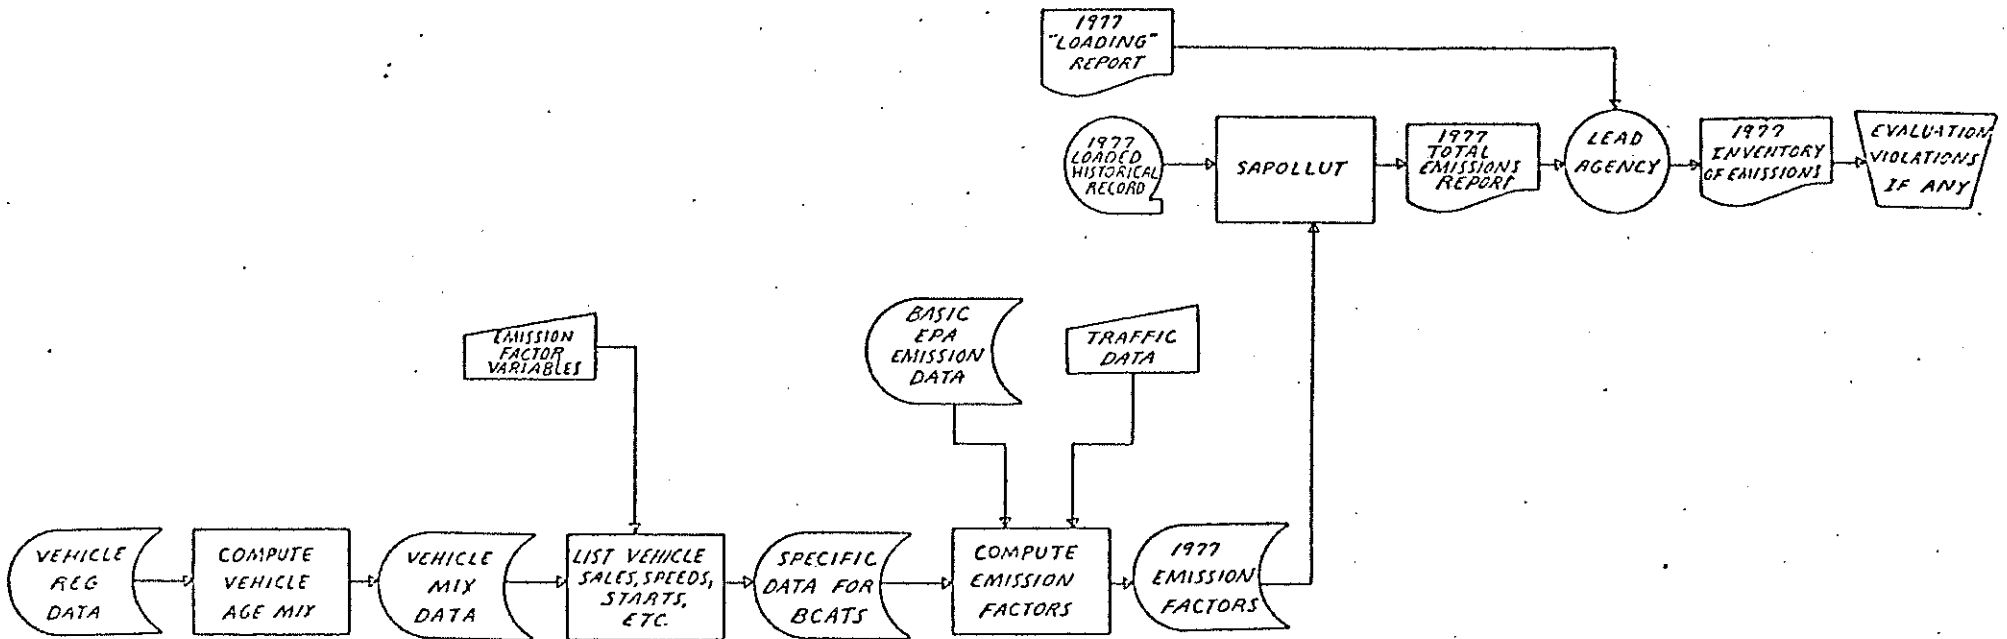 1977
"LOADING"
REPORT
1977
LOADED
HISTORICAL
RECORD
SAPOLLUT
1977
TOTAL
EMISSIONS
REPORT
LEAD
AGENCY
1977
INVENTORY
OF EMISSIONS
EVALUATION
VIOLATIONS
IF ANY
EMISSION
FACTOR
VARIABLES
BASIC
EPA
EMISSION
DATA
TRAFFIC
DATA
VEHICLE
REG
DATA
COMPUTE
VEHICLE
AGE MIX
VEHICLE
MIX
DATA
LIST VEHICLE
SALES, SPEEDS,
STARTS,
ETC.
SPECIFIC
DATA FOR
BCATS
COMPUTE
EMISSION
FACTORS
1977
EMISSION
FACTORS